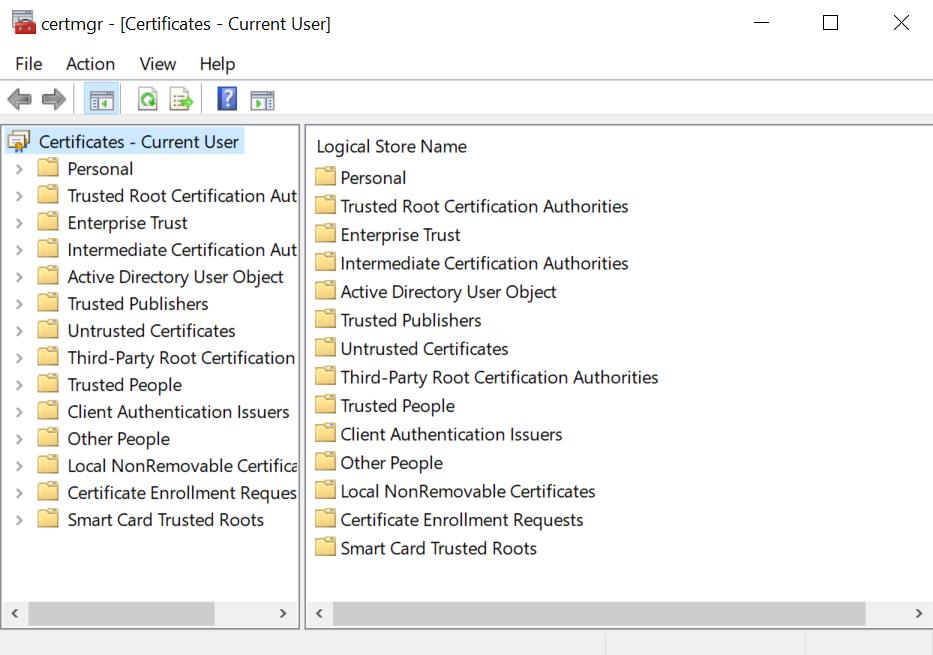 certmgr - [Certificates - Current User]
File Action View Help
Certificates - Current User
Personal
Trusted Root Certification Aut
Enterprise Trust
Intermediate Certification Aut
Active Directory User Object
Trusted Publishers
Untrusted Certificates
Third-Party Root Certification
Trusted People
Client Authentication Issuers
Other People
Local NonRemovable Certifica
Certificate Enrollment Reques
Smart Card Trusted Roots
Logical Store Name
Personal
Trusted Root Certification Authorities
Enterprise Trust
Intermediate Certification Authorities
Active Directory User Object
Trusted Publishers
Untrusted Certificates
Third-Party Root Certification Authorities
Trusted People
Client Authentication Issuers
Other People
Local NonRemovable Certificates
Certificate Enrollment Requests
Smart Card Trusted Roots